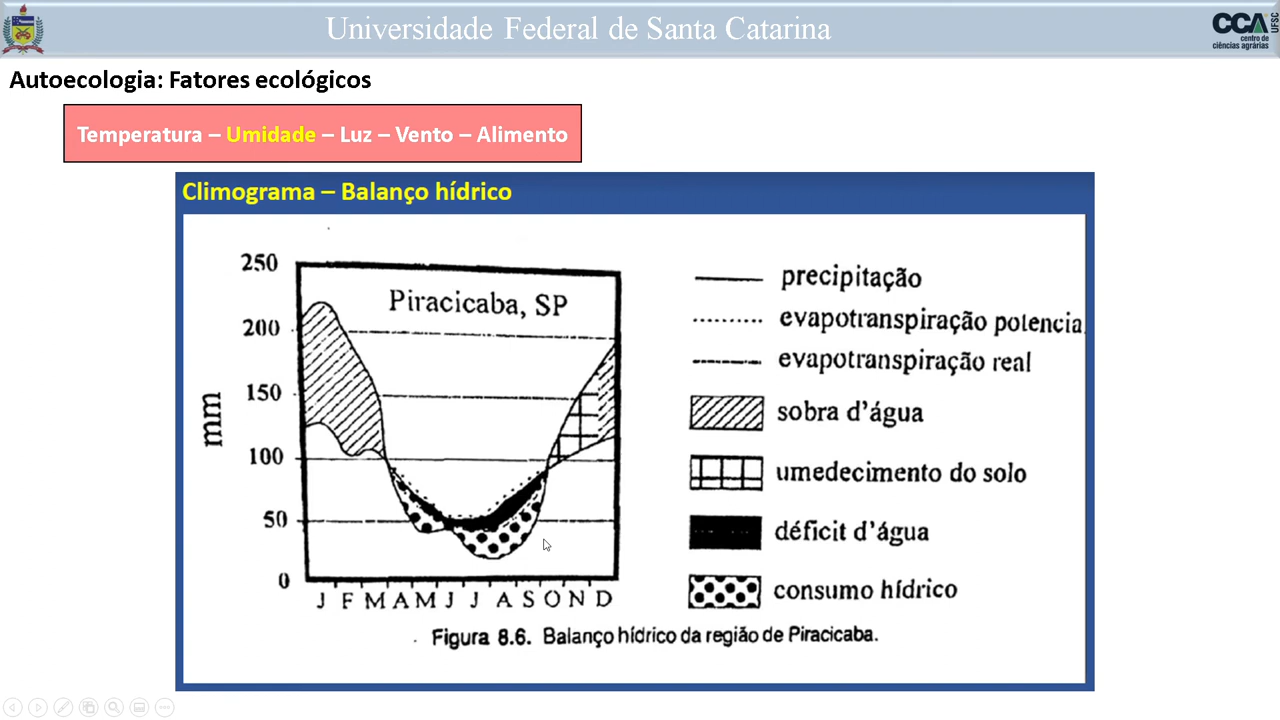 Universidade Federal de Santa Catarina
CCA UFSC
centro de
ciências agrárias
Autoecologia: Fatores ecológicos
Temperatura – Umidade – Luz – Vento – Alimento
Climograma – Balanço hídrico
250
200
150
100
50
0
mm
Piracicaba, SP
J F M A M J J A S O N D
precipitação
evapotranspiração potencia
evapotranspiração real
sobra d'água
umedecimento do solo
déficit d'água
consumo hídrico
Figura 8.6. Balanço hídrico da região de Piracicaba.